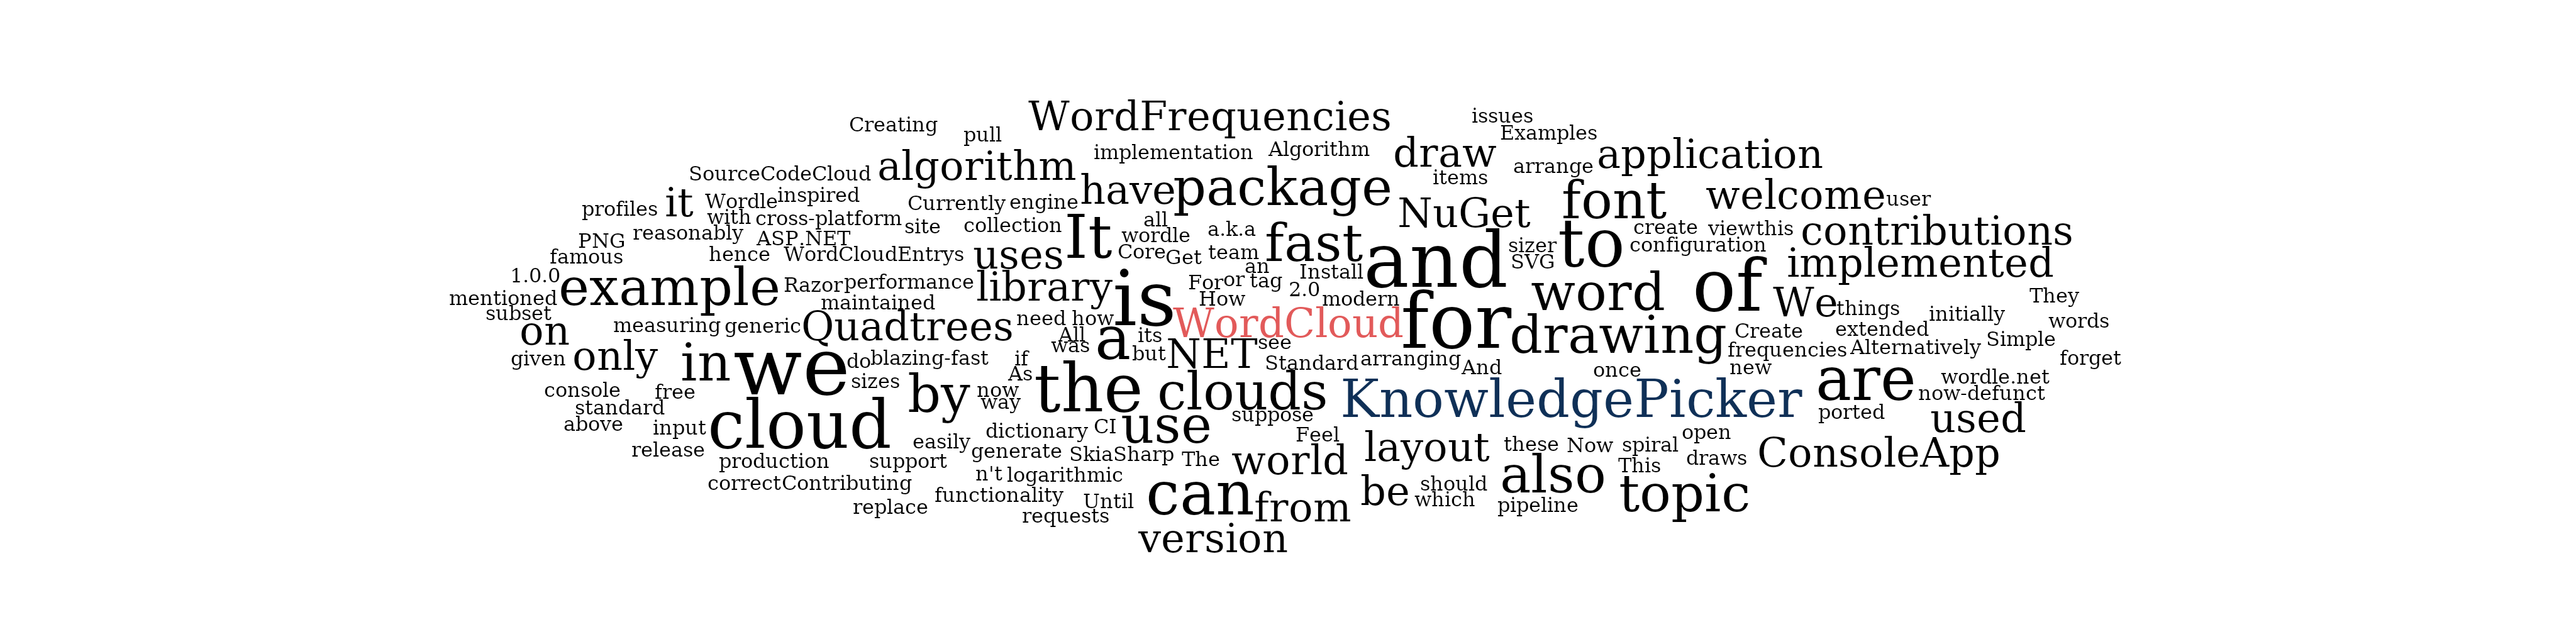 WordFrequencies
issues
Creating
pull
Examples
algorithm
implementation
Algorithm
draw
arrange
application
SourceCodeCloud
have
package
items
font
welcome
user
profiles
it
Wordle
inspired
with
cross-platform
Currently
engine
site
collection
It
all
wordle
a.k.a
NuGet
create
view
this
contributions
PNG
reasonably
ASP.NET
famous
hence
WordCloudEntrys
uses
Core
Get
team
fast
and
sizer
SVG
to
configuration
implemented
1.0.0
example
Razor
performance
maintained
library
is
For
or
an
tag
Install
How
2.0
modern
word
of
We
things
initially
They
mentioned
subset
on
measuring
generic
Quadtrees
need
how
All
was
a
its
but
WordCloud
for
drawing
Create
extended
words
given
only
in
we
do
blazing-fast
if
NET
see
Standard
arranging
And
frequencies
Alternatively
Simple
forget
console
free
sizes
by
As
now
way
the
clouds
once
new
KnowledgePicker
are
wordle.net
now-defunct
standard
above
input
cloud
suppose
ported
used
release
easily
dictionary
CI
use
Feel
layout
these
Now
spiral
open
production
support
generate
SkiaSharp
The
world
also
This
draws
ConsoleApp
correct
Contributing
n't
logarithmic
functionality
Until
can
from
be
should
which
pipeline
topic
replace
requests
version